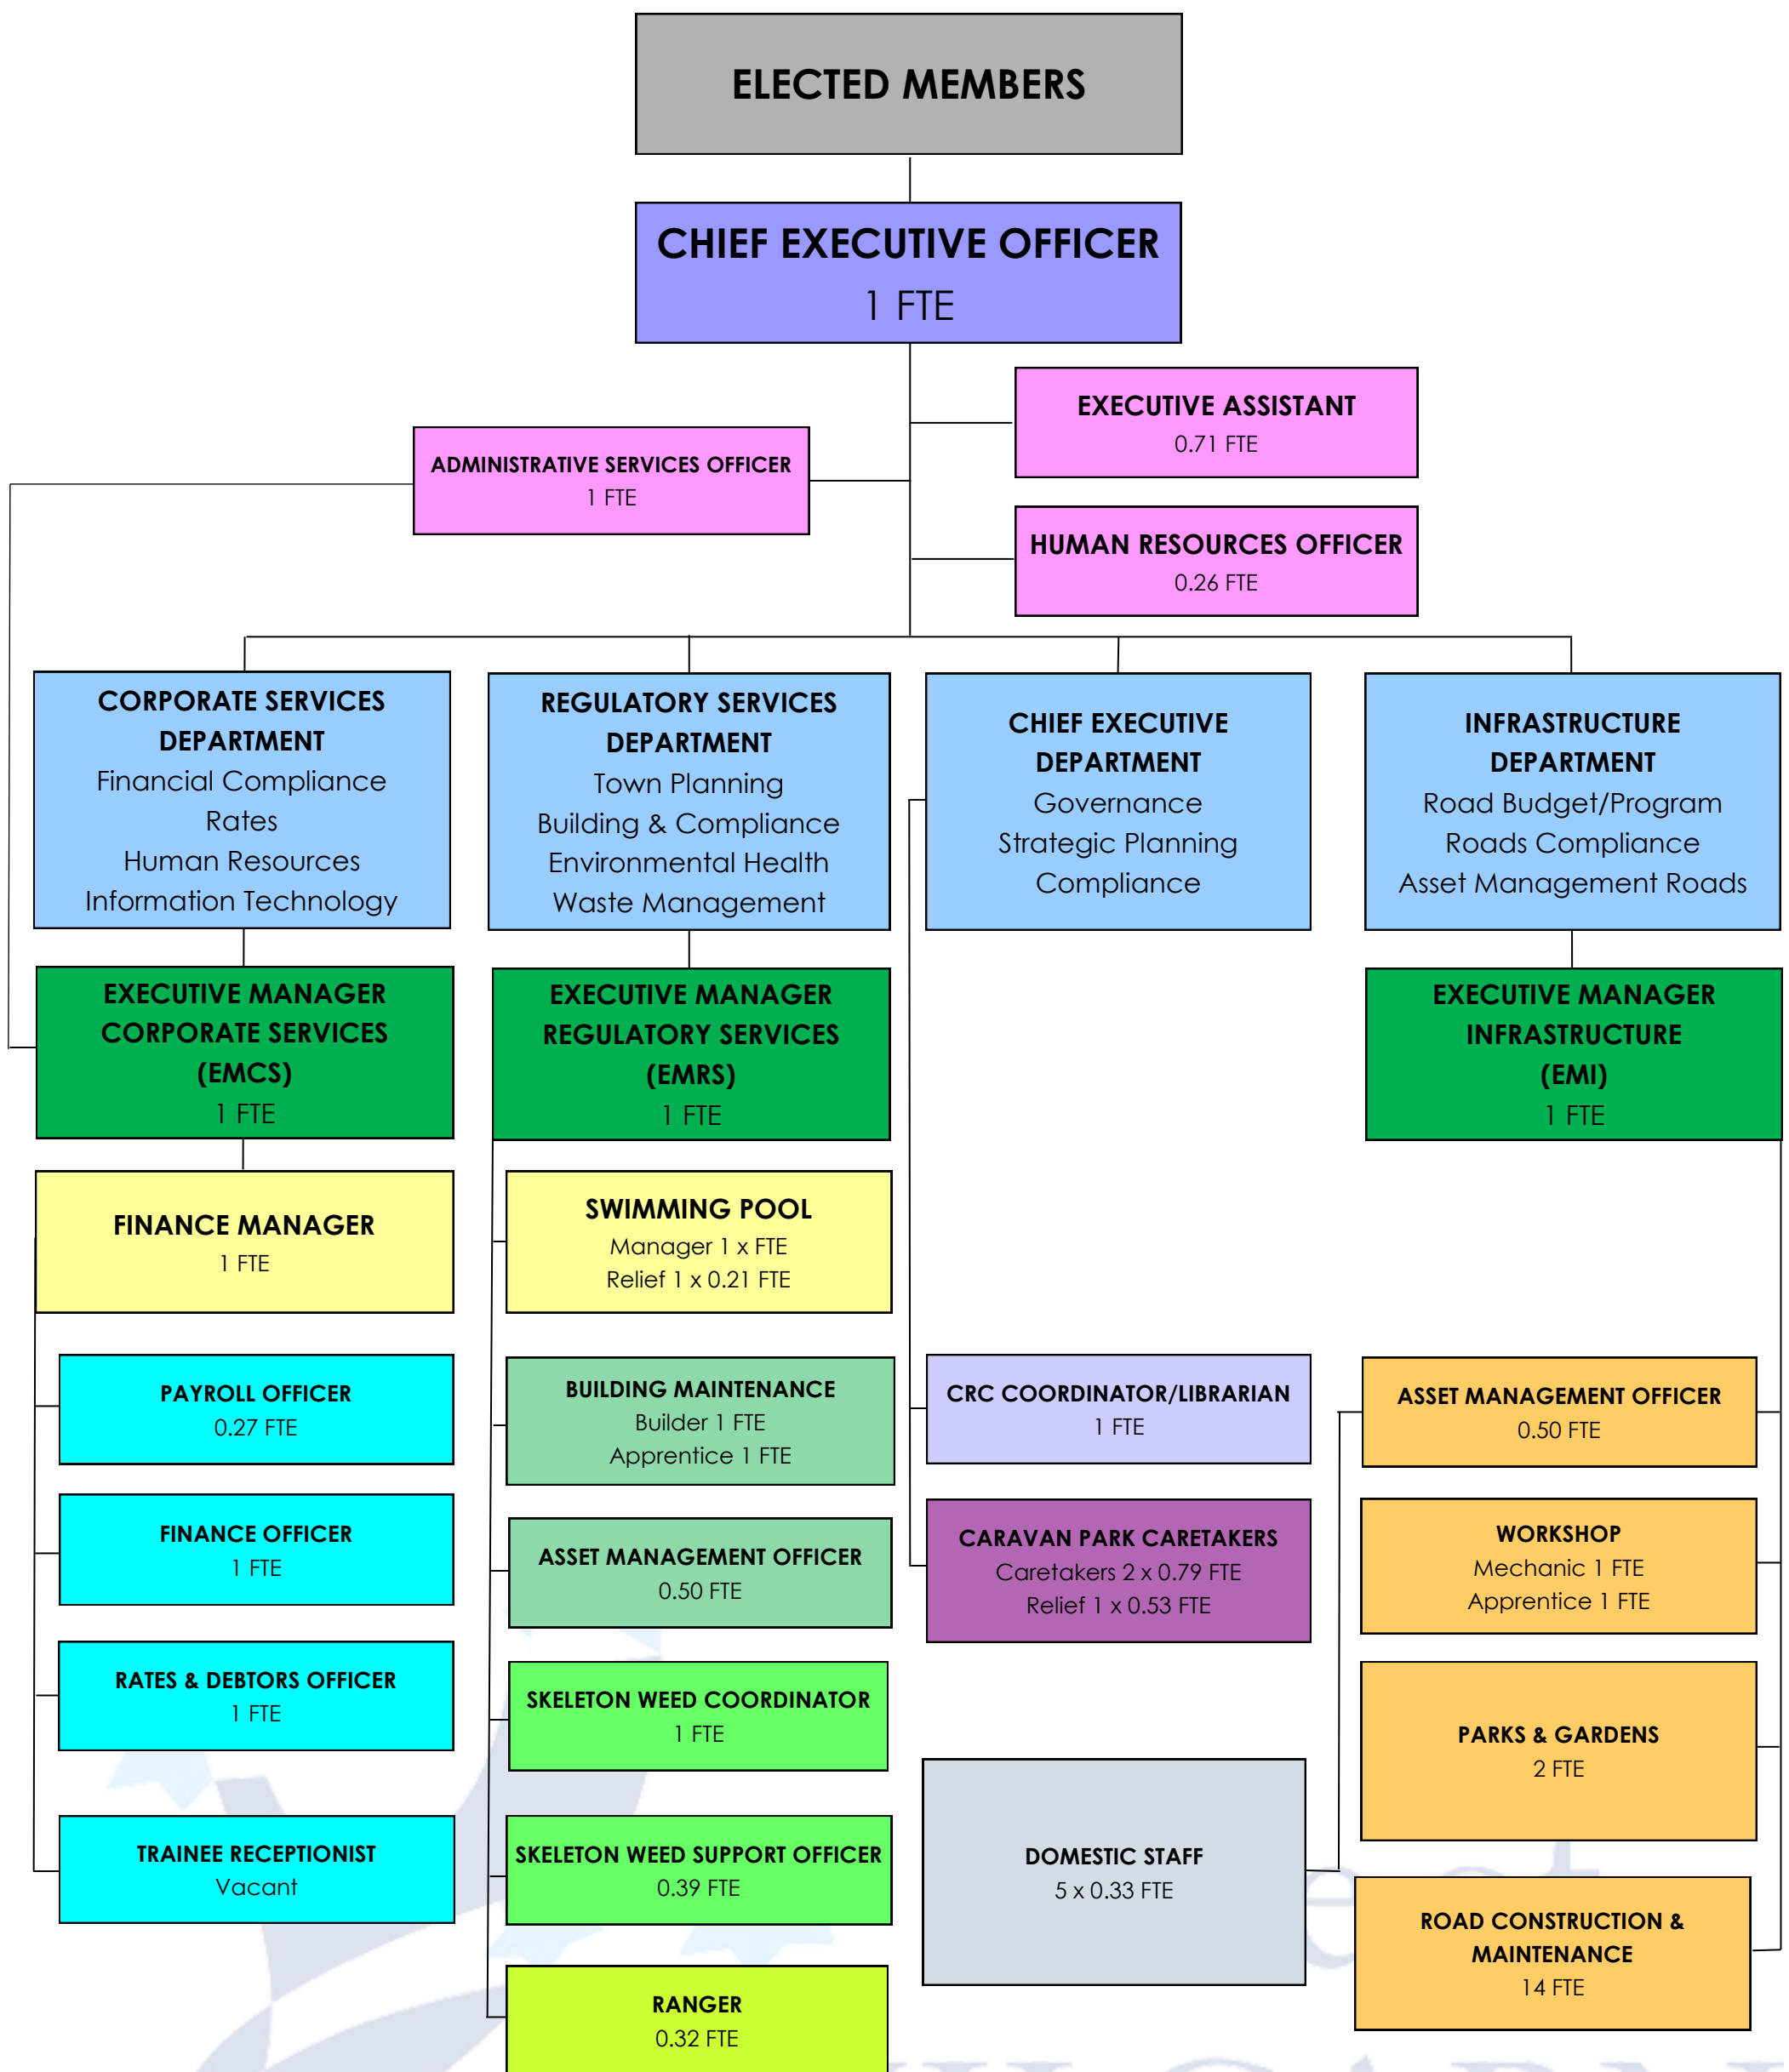 ELECTED MEMBERS
CHIEF EXECUTIVE OFFICER
1 FTE
EXECUTIVE ASSISTANT
0.71 FTE
ADMINISTRATIVE SERVICES OFFICER
1 FTE
HUMAN RESOURCES OFFICER
0.26 FTE
CORPORATE SERVICES
DEPARTMENT
Financial Compliance
Rates
Human Resources
Information Technology
REGULATORY SERVICES
DEPARTMENT
Town Planning
Building & Compliance
Environmental Health
Waste Management
CHIEF EXECUTIVE
DEPARTMENT
Governance
Strategic Planning
Compliance
INFRASTRUCTURE
DEPARTMENT
Road Budget/Program
Roads Compliance
Asset Management Roads
EXECUTIVE MANAGER
CORPORATE SERVICES
(EMCS)
1 FTE
EXECUTIVE MANAGER
REGULATORY SERVICES
(EMRS)
1 FTE
EXECUTIVE MANAGER
INFRASTRUCTURE
(EMI)
1 FTE
FINANCE MANAGER
1 FTE
SWIMMING POOL
Manager 1 x FTE
Relief 1 x 0.21 FTE
PAYROLL OFFICER
0.27 FTE
BUILDING MAINTENANCE
Builder 1 FTE
Apprentice 1 FTE
CRC COORDINATOR/LIBRARIAN
1 FTE
ASSET MANAGEMENT OFFICER
0.50 FTE
FINANCE OFFICER
1 FTE
ASSET MANAGEMENT OFFICER
0.50 FTE
CARAVAN PARK CARETAKERS
Caretakers 2 x 0.79 FTE
Relief 1 x 0.53 FTE
WORKSHOP
Mechanic 1 FTE
Apprentice 1 FTE
RATES & DEBTORS OFFICER
1 FTE
SKELETON WEED COORDINATOR
1 FTE
PARKS & GARDENS
2 FTE
TRAINEE RECEPTIONIST
Vacant
SKELETON WEED SUPPORT OFFICER
0.39 FTE
DOMESTIC STAFF
5 x 0.33 FTE
ROAD CONSTRUCTION &
MAINTENANCE
14 FTE
RANGER
0.32 FTE